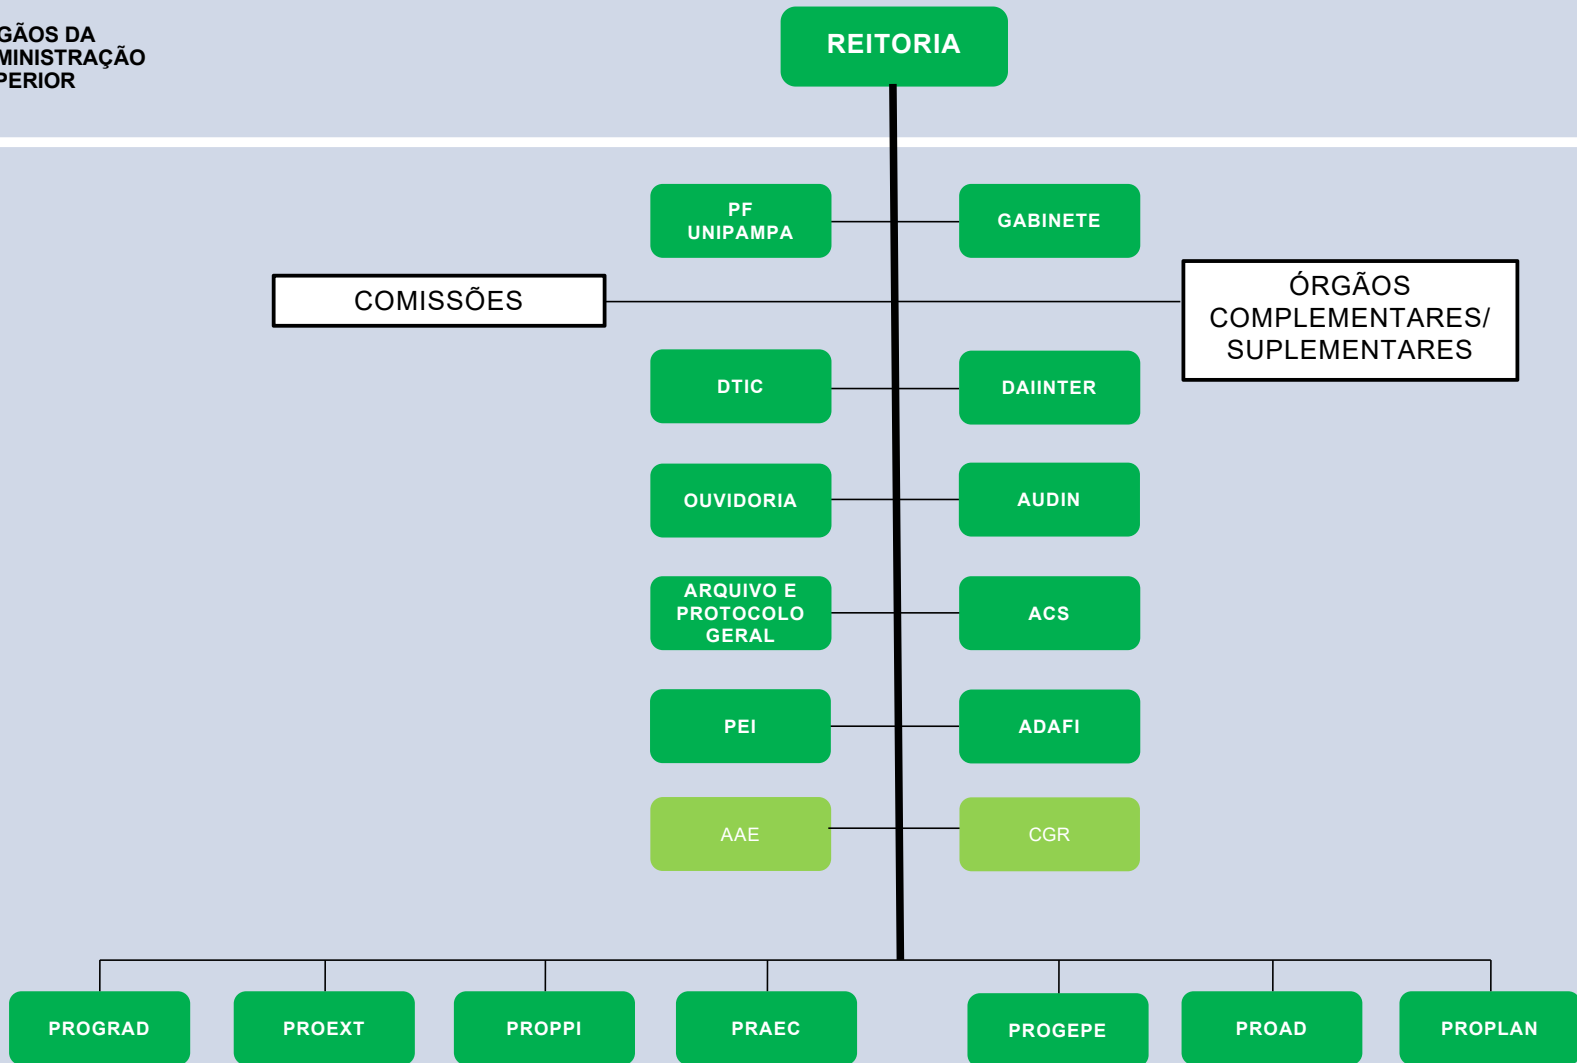 GÃOS DA
MINISTRAÇÃO
PERIOR
REITORIA
PF
UNIPAMPA
GABINETE
COMISSÕES
ÓRGÃOS
COMPLEMENTARES/
SUPLEMENTARES
DTIC
DAIINTER
OUVIDORIA
AUDIN
ARQUIVO E
PROTOCOLO
GERAL
ACS
PEI
ADAFI
AAE
CGR
PROGRAD
PROEXT
PROPPI
PRAEC
PROGEPE
PROAD
PROPLAN